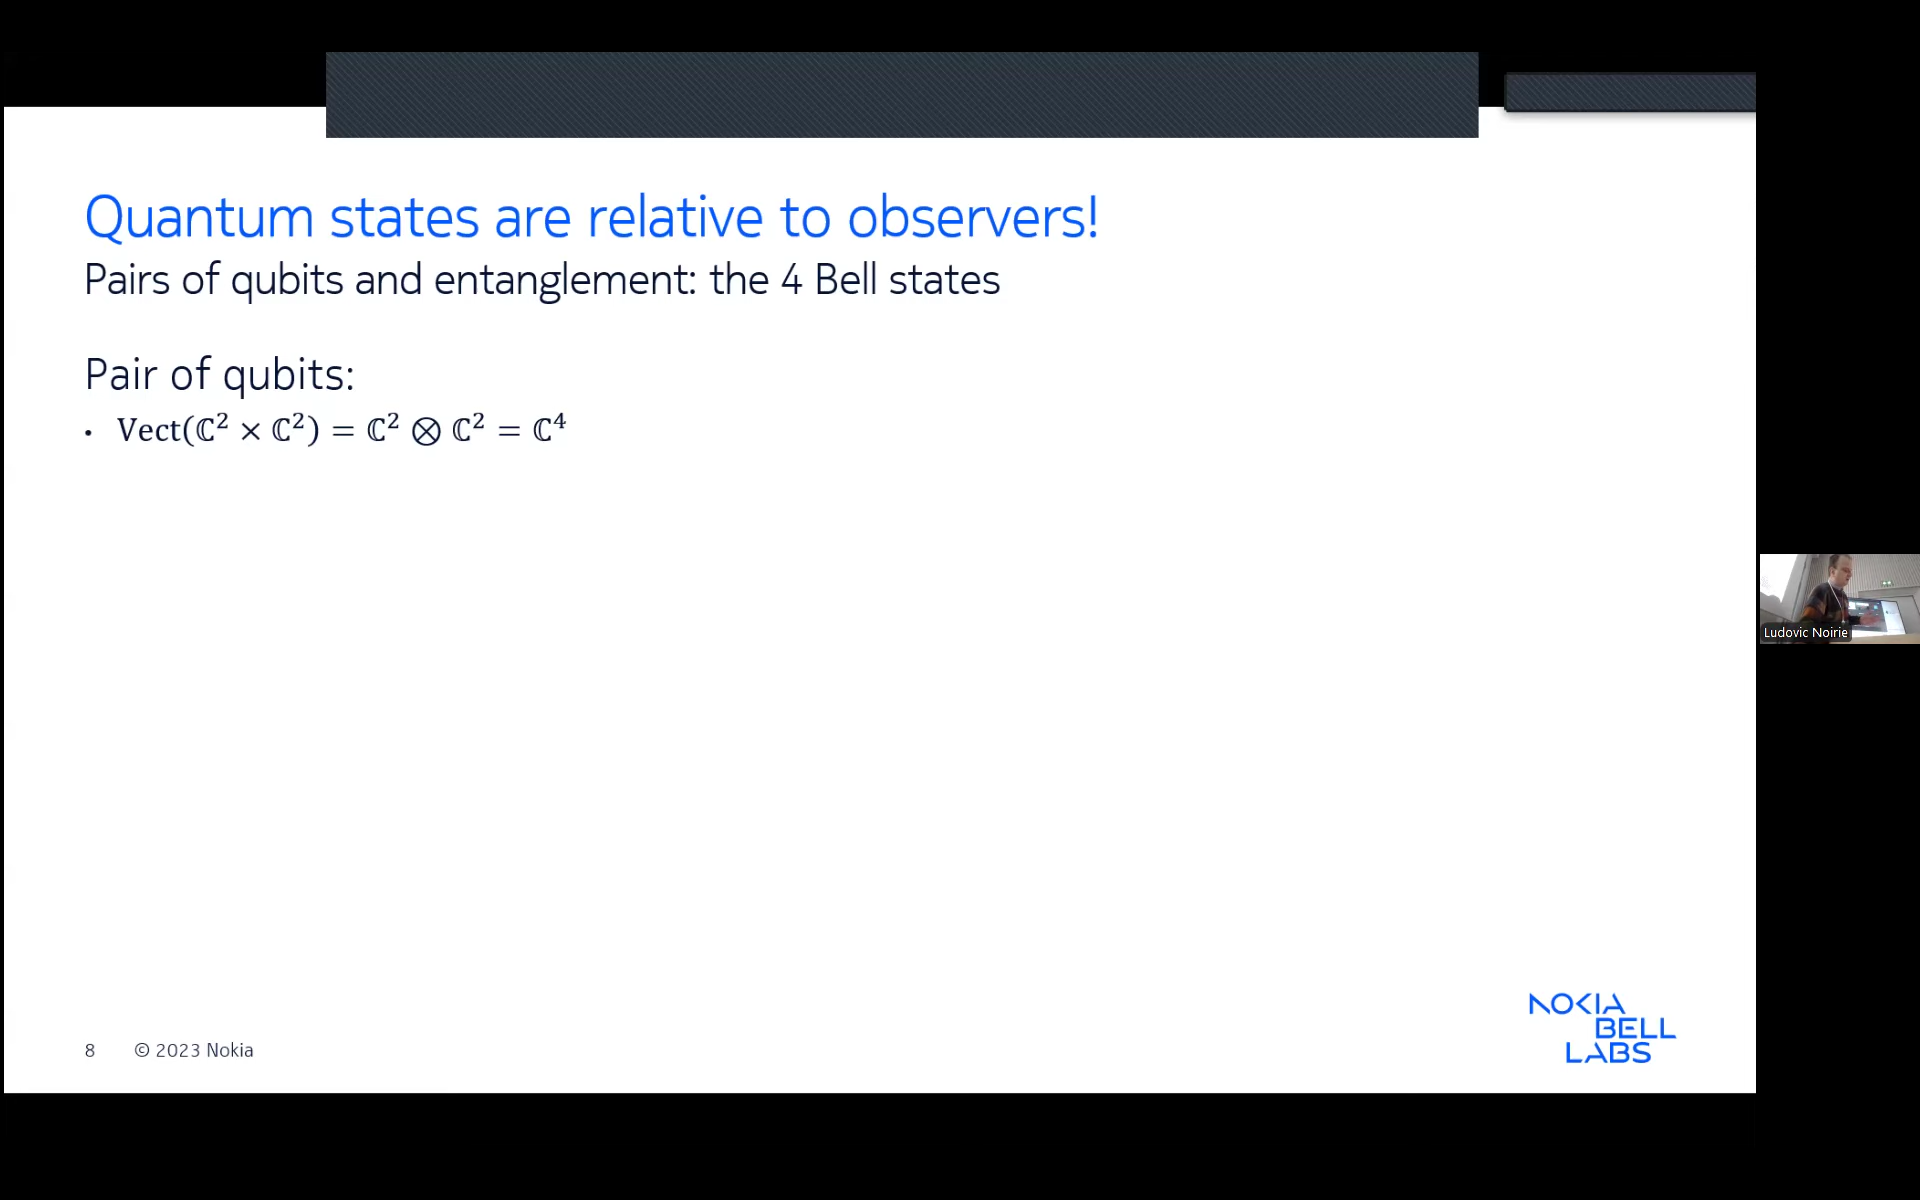 Quantum states are relative to observers!
Pairs of qubits and entanglement: the 4 Bell states
Pair of qubits:
• Vect(ℂ² × ℂ²) = ℂ² ⊗ ℂ² = ℂ⁴
Ludovic Noirie
NOKIA
BELL
LABS
8 © 2023 Nokia